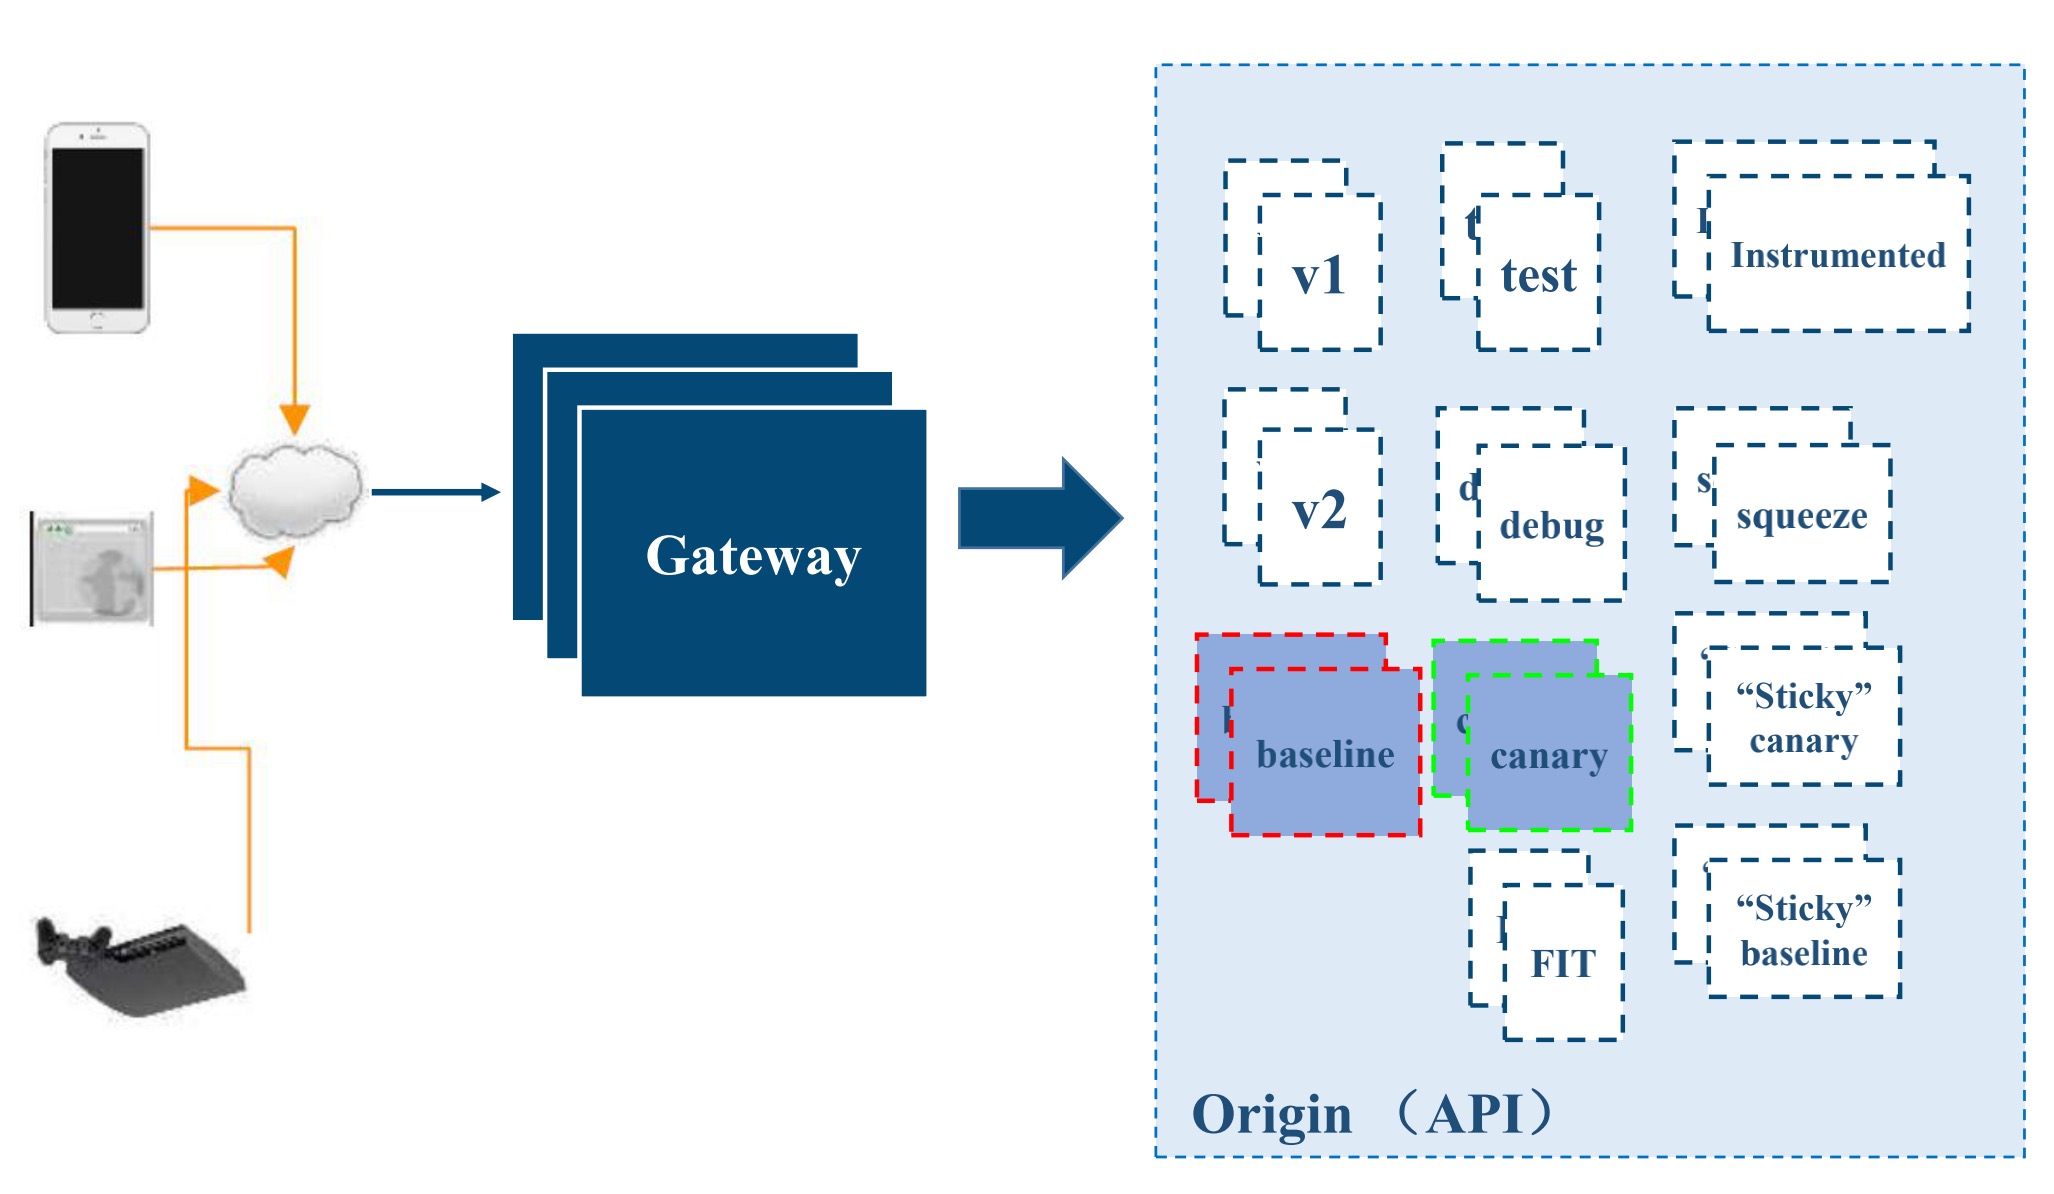 Gateway
v1
test
Instrumented
v2
debug
squeeze
baseline
canary
“Sticky”
canary
FIT
“Sticky”
baseline
Origin （API）